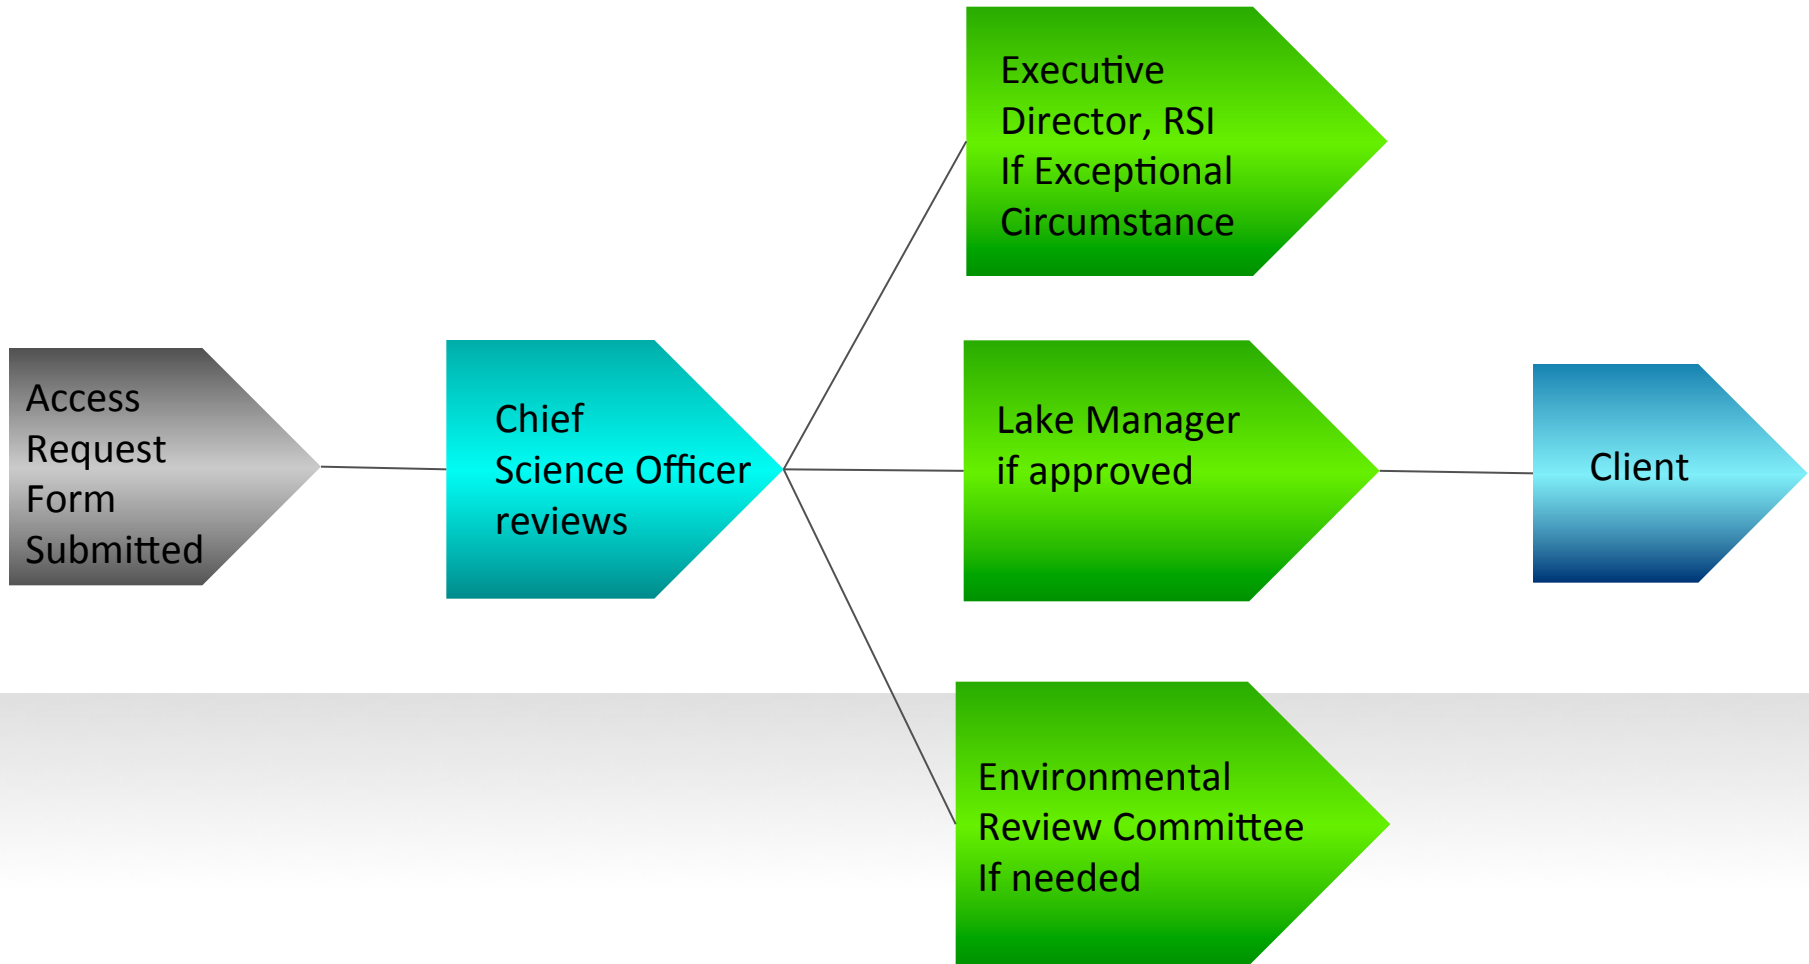 Access
Request
Form
Submitted
Chief
Science Officer
reviews
Executive
Director, RSI
If Exceptional
Circumstance
Lake Manager
if approved
Environmental
Review Committee
If needed
Client